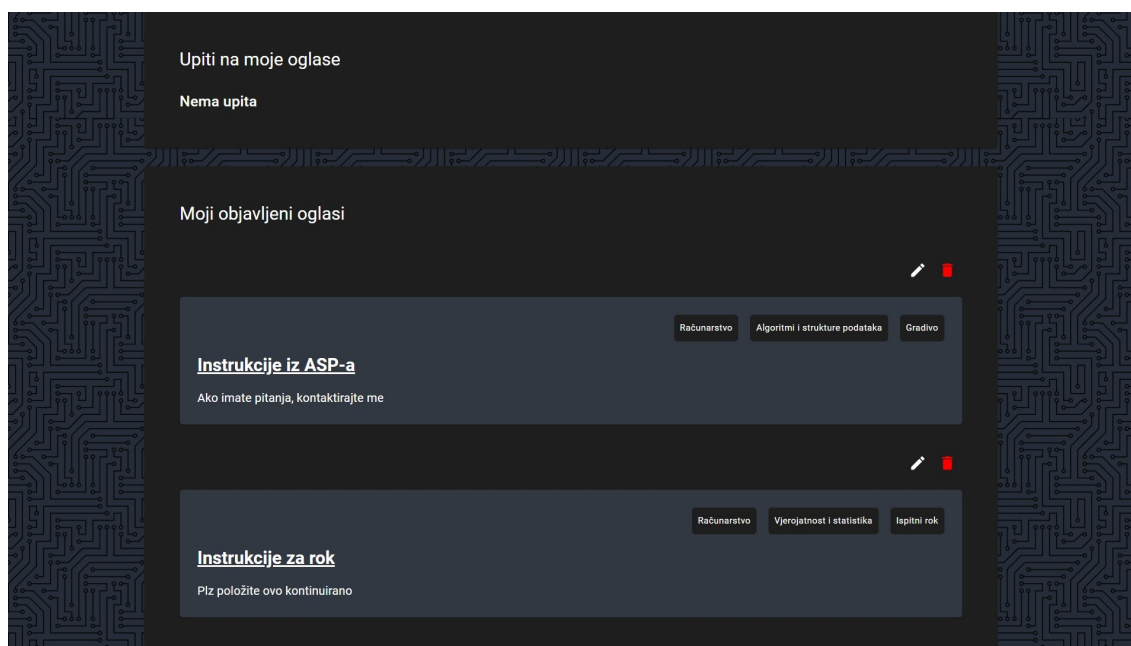 Upiti na moje oglase
Nema upita
Moji objavljeni oglasi
Računarstvo Algoritmi i strukture podataka Gradivo
Instrukcije iz ASP-a
Ako imate pitanja, kontaktirajte me
Računarstvo Vjerojatnost i statistika Ispitni rok
Instrukcije za rok
Plz položite ovo kontinuirano